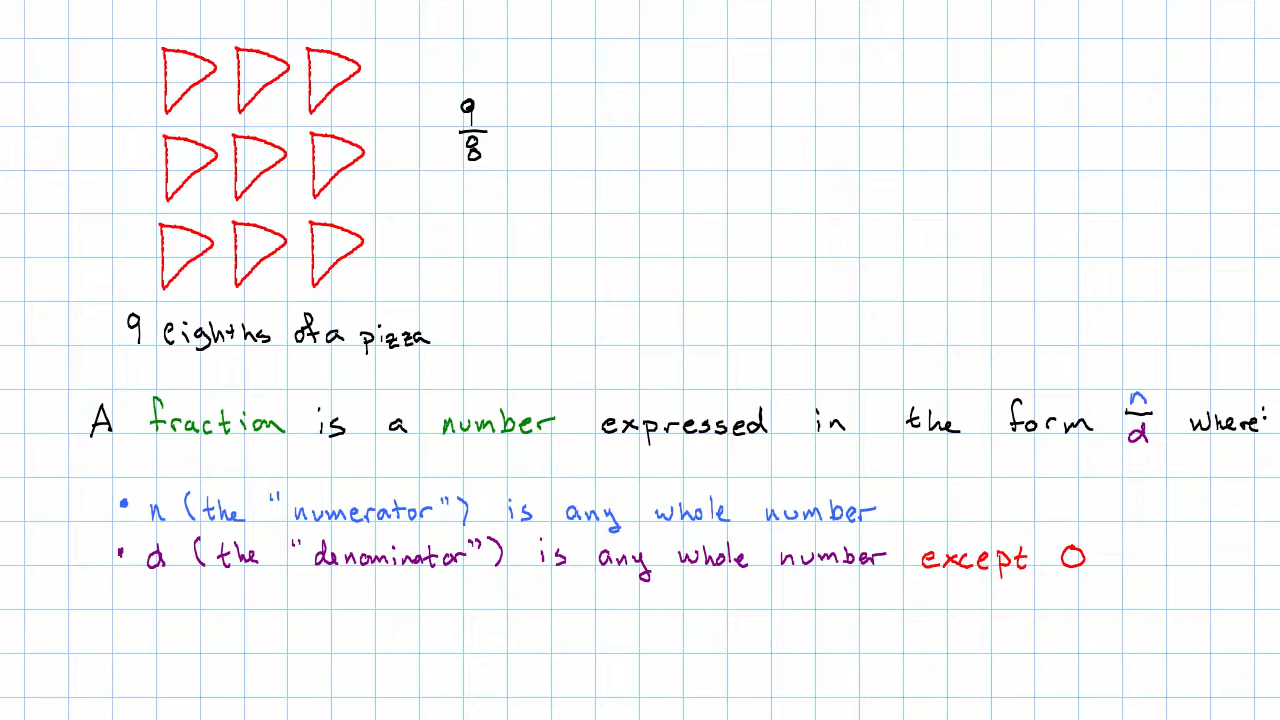 9
8
9 eighths of a pizza
A fraction is a number expressed in the form n/d where:
• n (the "numerator") is any whole number
• d (the "denominator") is any whole number except 0